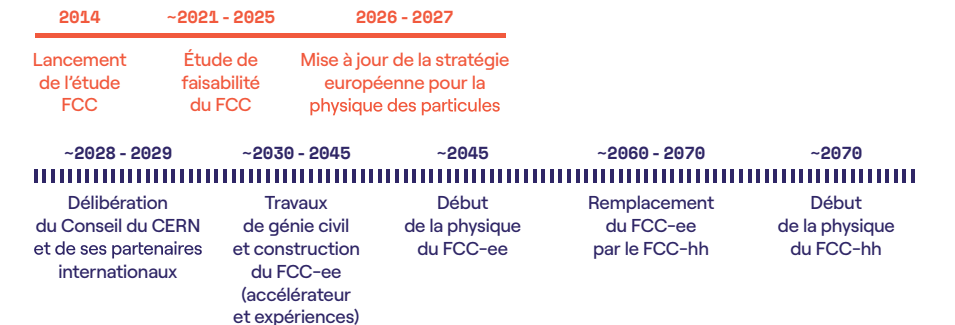 2014
~2021 - 2025
2026 - 2027
Lancement
de l'étude
FCC
Étude de
faisabilité
du FCC
Mise à jour de la stratégie
européenne pour la
physique des particules
~2028 - 2029
~2030 - 2045
~2045
~2060 - 2070
~2070
Délibération
du Conseil du CERN
et de ses partenaires
internationaux
Travaux
de génie civil
et construction
du FCC-ee
(accélérateur
et expériences)
Début
de la physique
du FCC-ee
Remplacement
du FCC-ee
par le FCC-hh
Début
de la physique
du FCC-hh